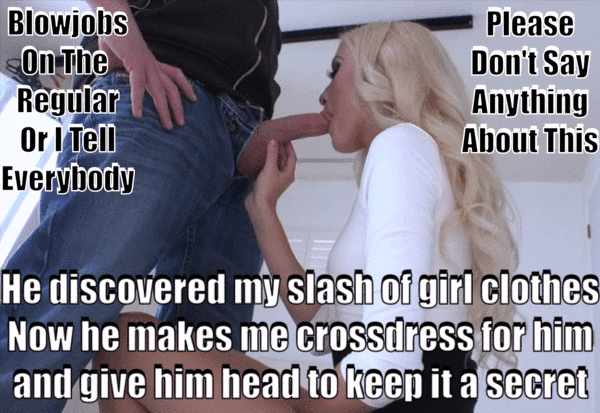 Blowjobs
On The
Regular
Or I Tell
Everybody
Please
Don't Say
Anything
About This
He discovered my slash of girl clothes
Now he makes me crossdress for him
and give him head to keep it a secret